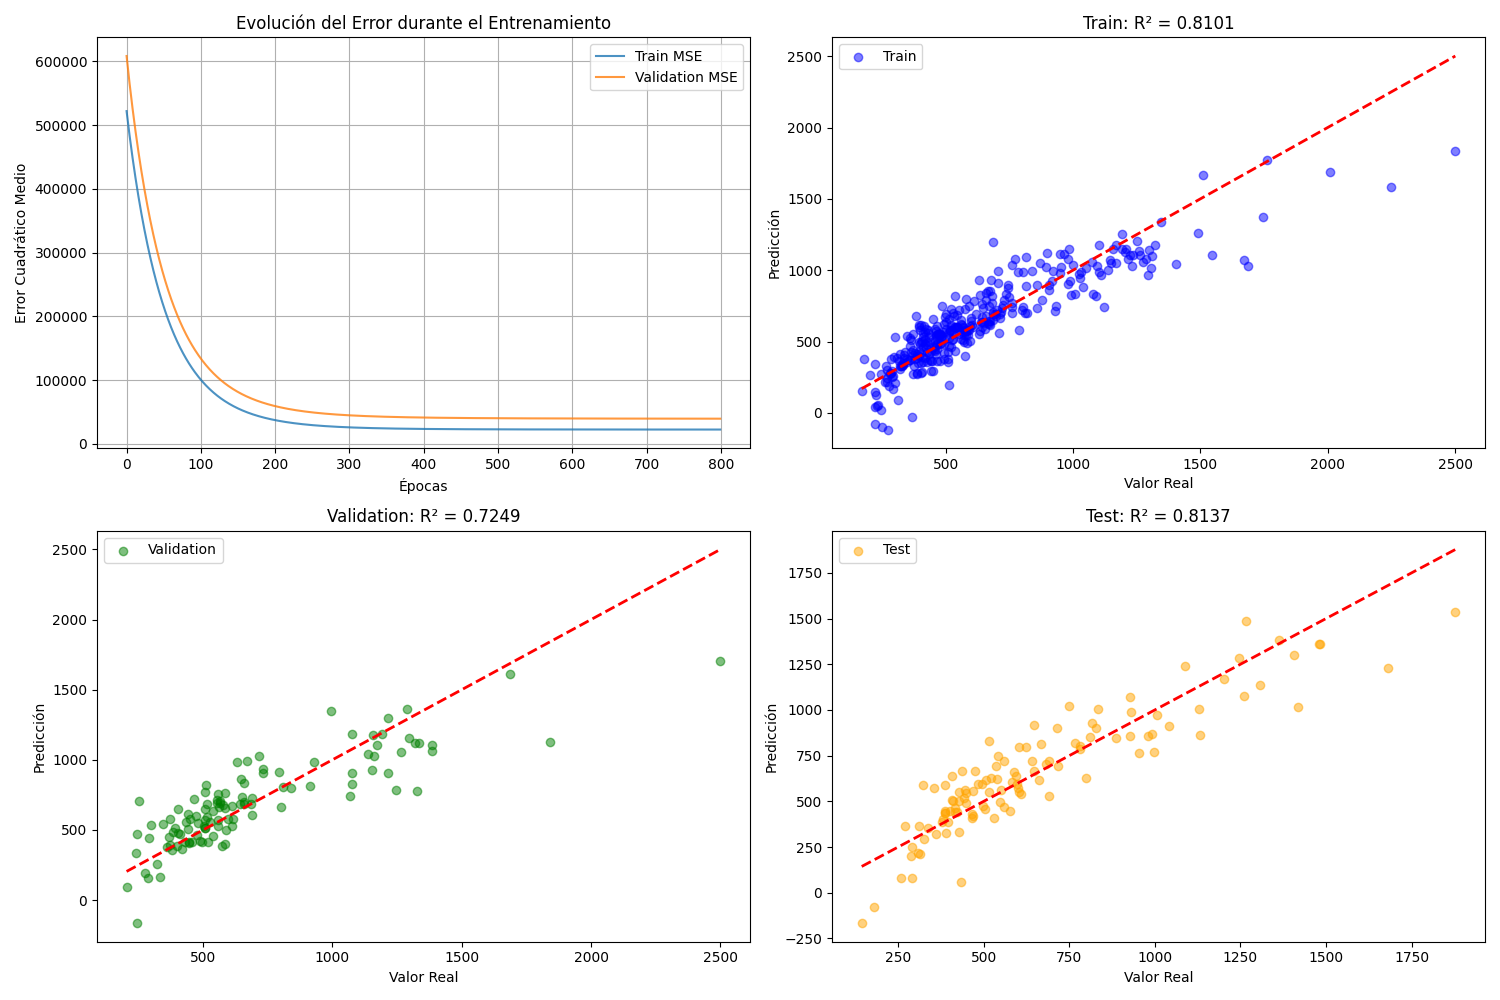 Evolución del Error durante el Entrenamiento
Train MSE
Validation MSE
600000
500000
400000
300000
200000
100000
0
Error Cuadrático Medio
0 100 200 300 400 500 600 700 800
Épocas
Train: R² = 0.8101
Train
2500
2000
1500
1000
500
0
Predicción
500 1000 1500 2000 2500
Valor Real
Validation: R² = 0.7249
Validation
2500
2000
1500
1000
500
0
Predicción
500 1000 1500 2000 2500
Valor Real
Test: R² = 0.8137
Test
1750
1500
1250
1000
750
500
250
0
−250
Predicción
250 500 750 1000 1250 1500 1750
Valor Real